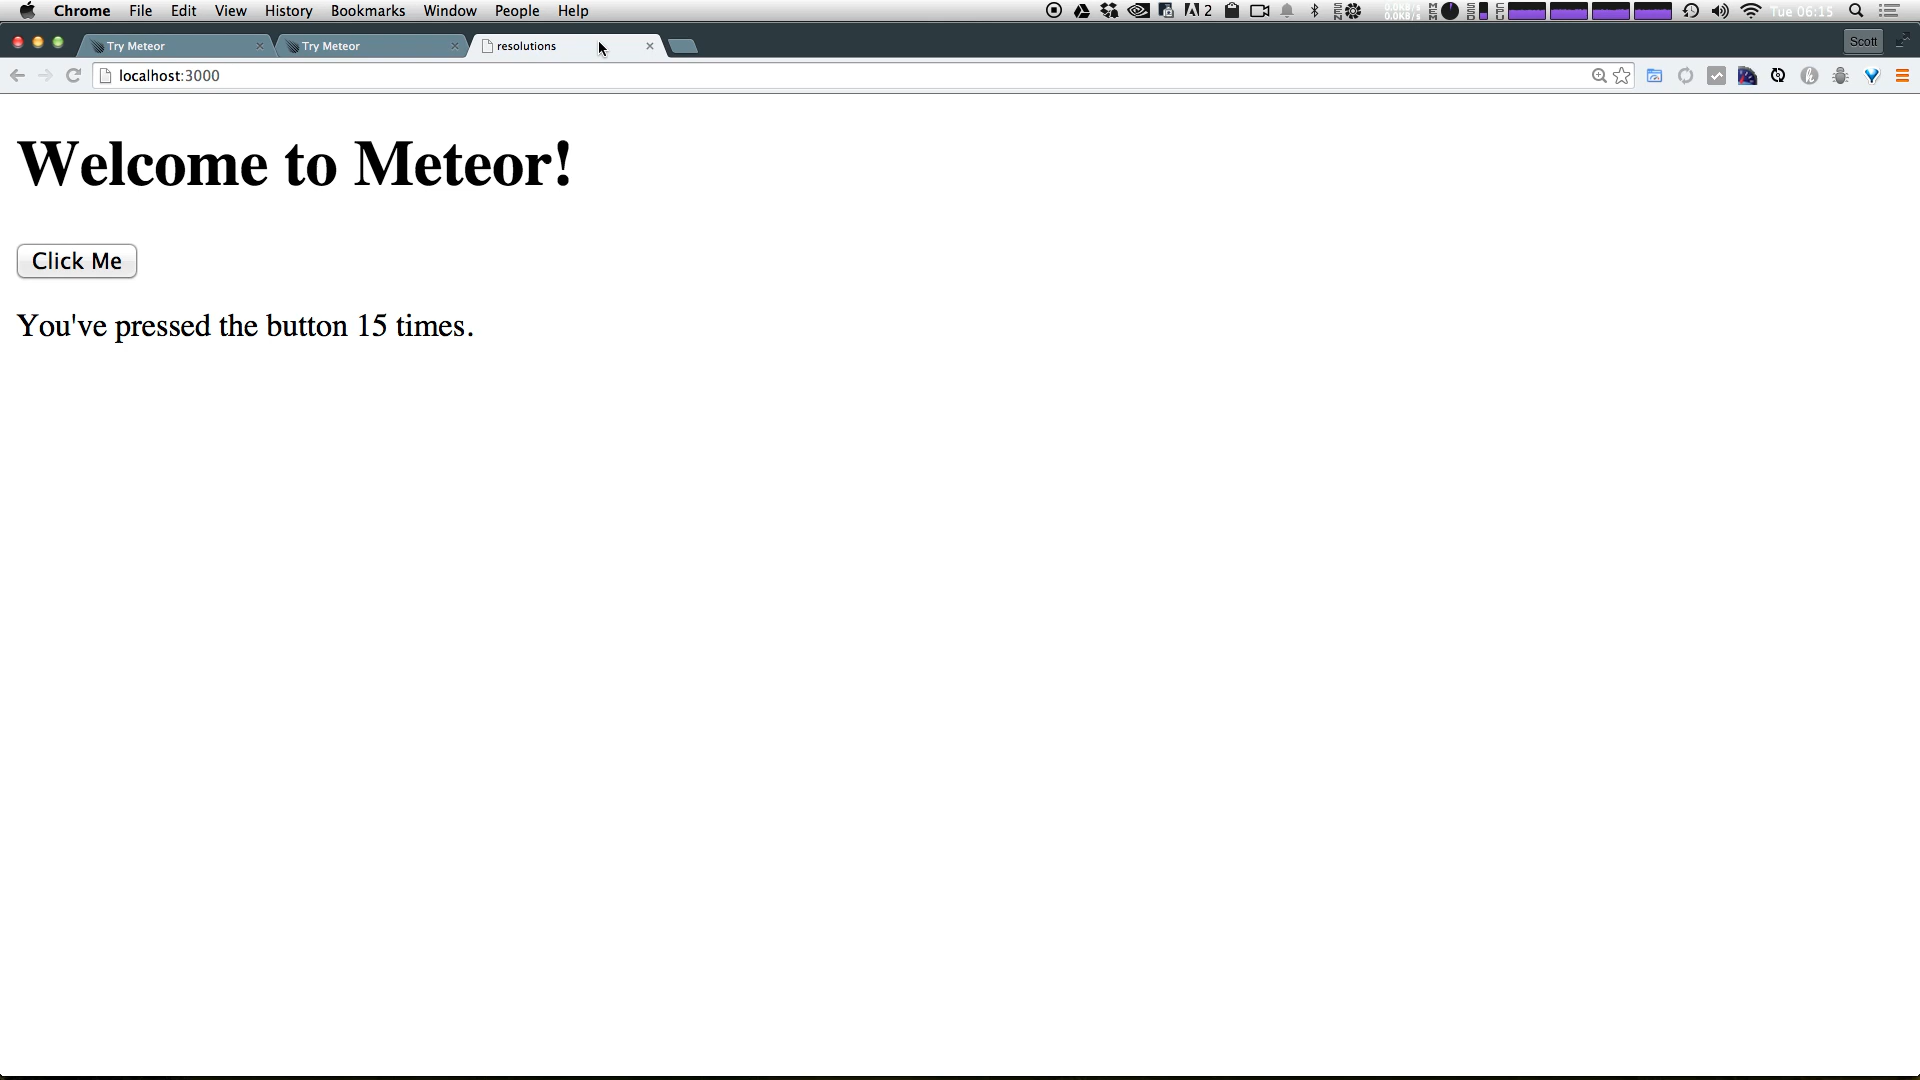 Chrome File Edit View History Bookmarks Window People Help 2 Tue 06:15
Try Meteor Try Meteor resolutions Scott
localhost:3000
Welcome to Meteor!
Click Me
You've pressed the button 15 times.